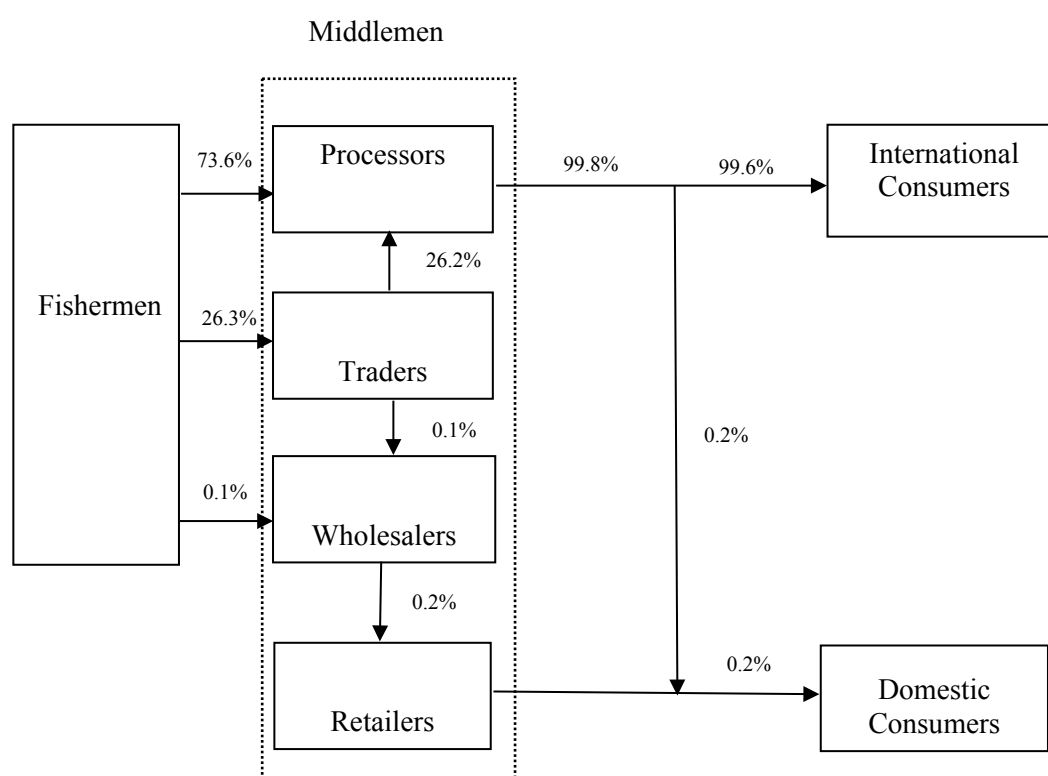 Middlemen
Processors
International
Consumers
73.6%
99.8%
99.6%
26.2%
Fishermen
26.3%
Traders
0.1%
0.2%
0.1%
Wholesalers
0.2%
0.2%
Retailers
Domestic
Consumers